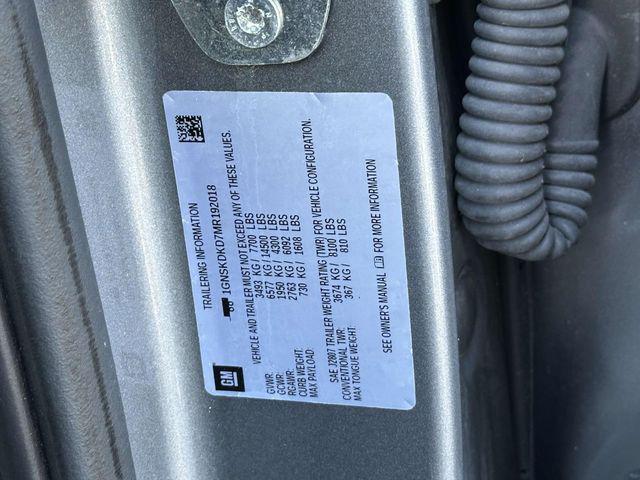 TRAILERING INFORMATION
1GNSKDKD7MR192018
VEHICLE AND TRAILER MUST NOT EXCEED ANY OF THESE VALUES.
GVWR: 3493 KG / 7700 LBS
GCWR: 6577 KG / 14500 LBS
RGAWR: 1950 KG / 4300 LBS
CURB WEIGHT: 2763 KG / 6092 LBS
MAX PAYLOAD: 730 KG / 1608 LBS
SAE J2807 TRAILER WEIGHT RATING (TWR) FOR VEHICLE CONFIGURATION.
CONVENTIONAL TWR: 3674 KG / 8100 LBS
MAX TONGUE WEIGHT: 367 KG / 810 LBS
SEE OWNER'S MANUAL FOR MORE INFORMATION
GM